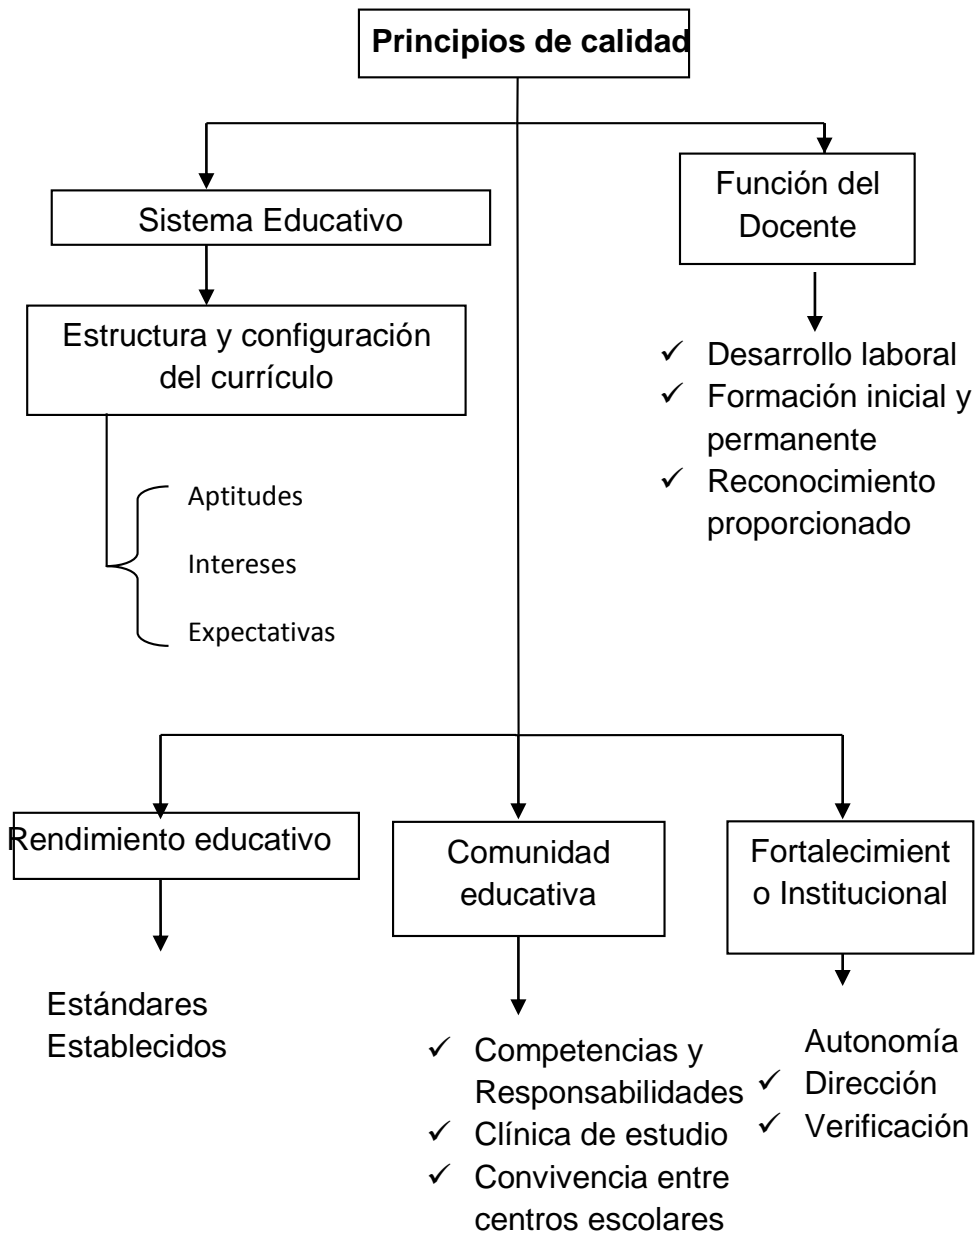 Principios de calidad
Sistema Educativo
Estructura y configuración
del currículo
Aptitudes
Intereses
Expectativas
Función del
Docente
✓ Desarrollo laboral
✓ Formación inicial y
permanente
✓ Reconocimiento
proporcionado
Rendimiento educativo
Estándares
Establecidos
Comunidad
educativa
✓ Competencias y
Responsabilidades
✓ Clínica de estudio
✓ Convivencia entre
centros escolares
Fortalecimient
o Institucional
Autonomía
✓ Dirección
✓ Verificación